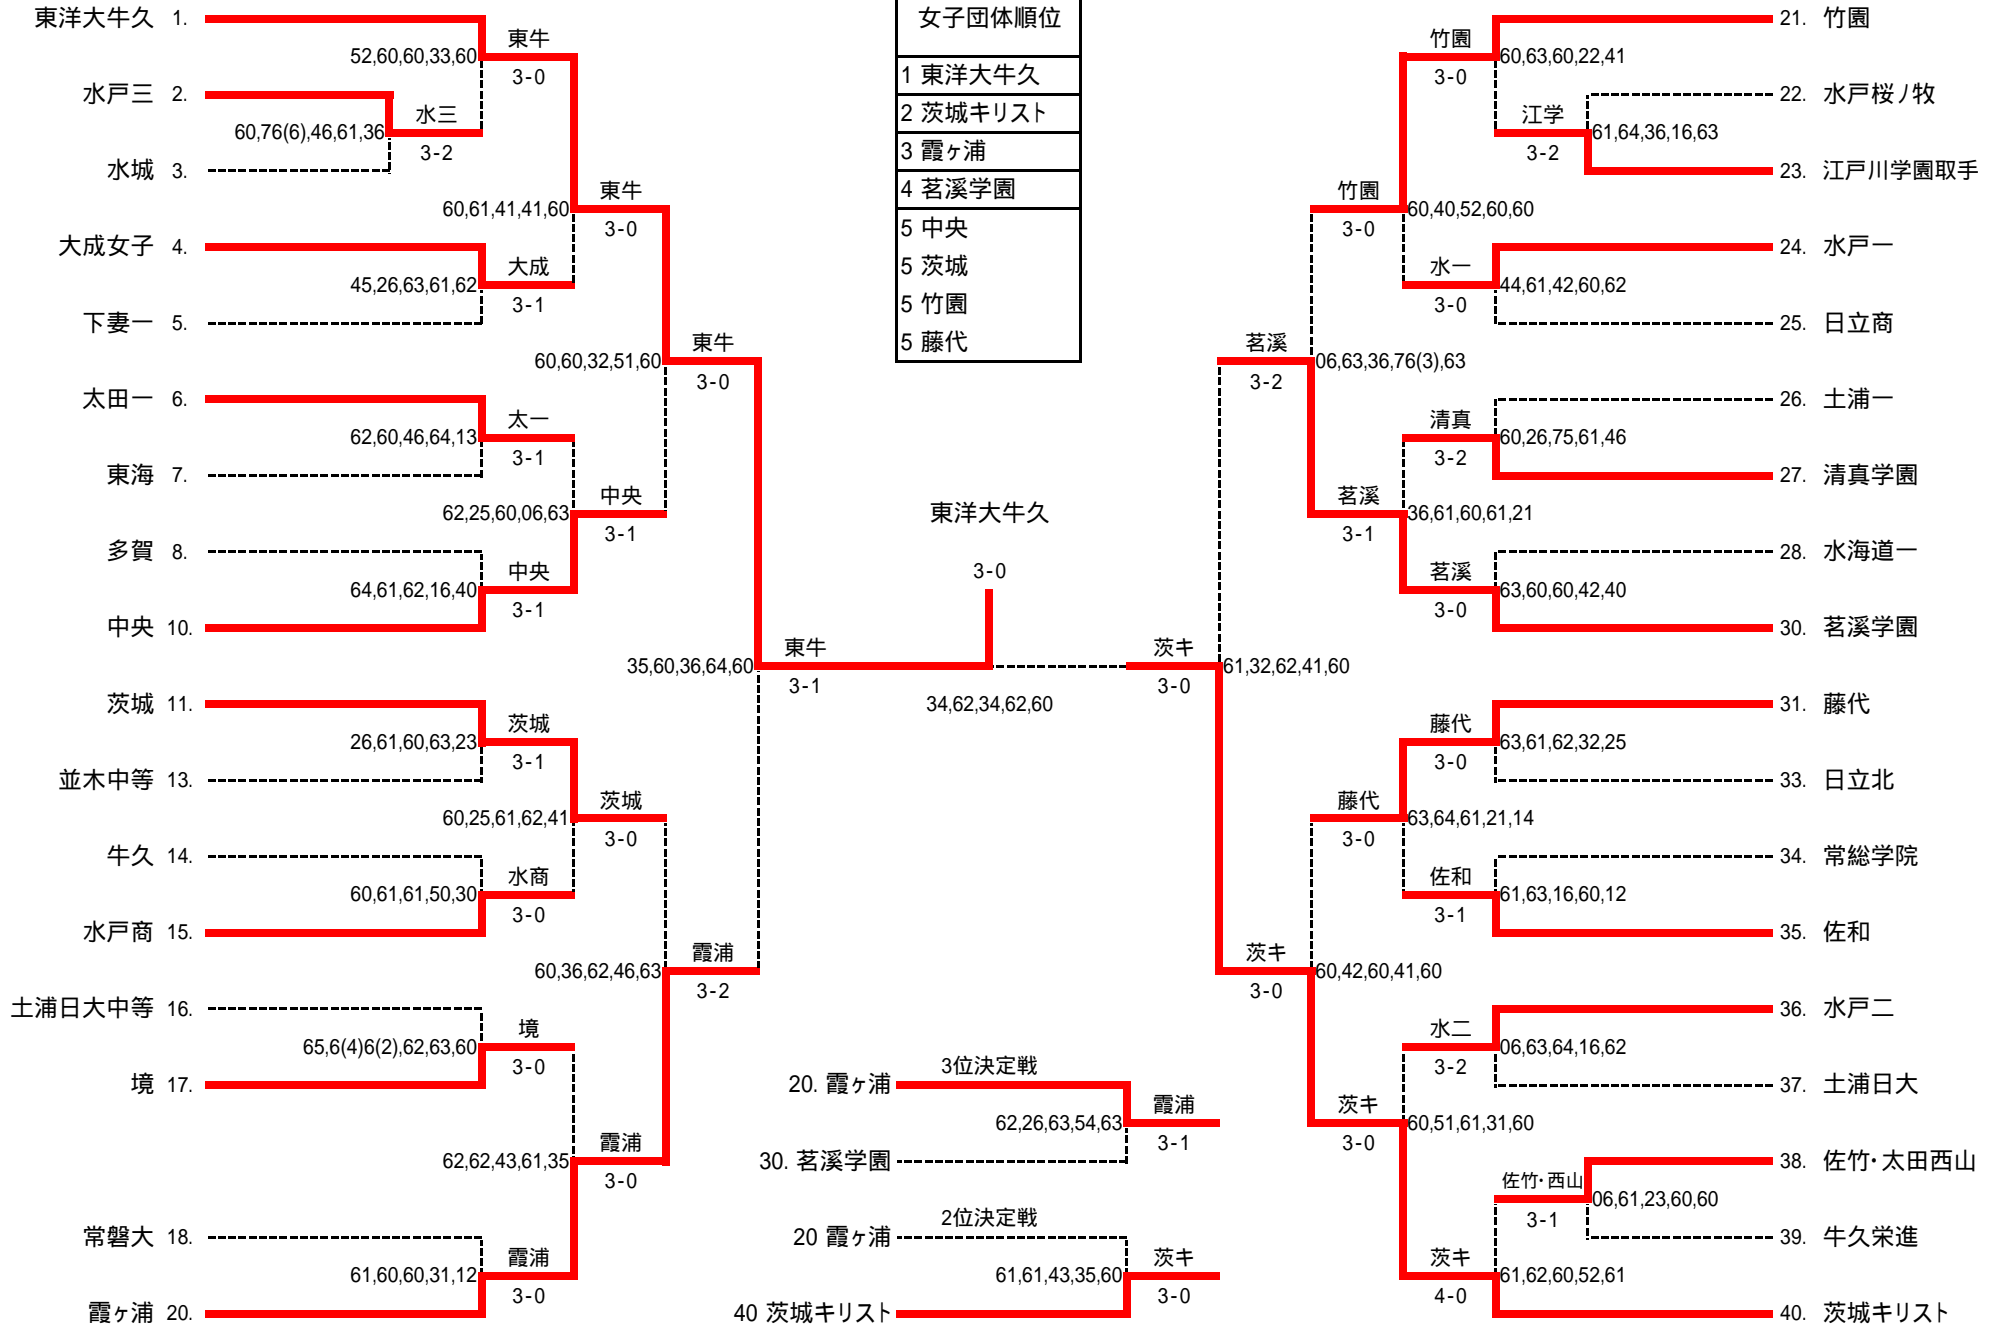 東洋大牛久 1.
52,60,60,33,60
東牛
3-0
水戸三 2.
60,76(6),46,61,36
水三
3-2
水城 3.
60,61,41,41,60
東牛
3-0
大成女子 4.
45,26,63,61,62
大成
3-1
下妻一 5.
60,60,32,51,60
東牛
3-0
太田一 6.
62,60,46,64,13
太一
3-1
東海 7.
62,25,60,06,63
中央
3-1
多賀 8.
64,61,62,16,40
中央
3-1
中央 10.
35,60,36,64,60
東牛
3-1
茨城 11.
26,61,60,63,23
茨城
3-1
並木中等 13.
60,25,61,62,41
茨城
3-0
牛久 14.
60,61,61,50,30
水商
3-0
水戸商 15.
60,36,62,46,63
霞浦
3-2
土浦日大中等 16.
65,6(4)6(2),62,63,60
境
3-0
境 17.
62,62,43,61,35
霞浦
3-0
常磐大 18.
61,60,60,31,12
霞浦
3-0
霞ヶ浦 20.
女子団体順位
1 東洋大牛久
2 茨城キリスト
3 霞ヶ浦
4 茗溪学園
5 中央
5 茨城
5 竹園
5 藤代
東洋大牛久
3-0
34,62,34,62,60
3位決定戦
20. 霞ヶ浦
62,26,63,54,63
霞浦
3-1
30. 茗溪学園
2位決定戦
20 霞ヶ浦
61,61,43,35,60
茨キ
3-0
40 茨城キリスト
21. 竹園
竹園
3-0
60,63,60,22,41
22. 水戸桜ノ牧
江学
3-2
61,64,36,16,63
23. 江戸川学園取手
竹園
3-0
60,40,52,60,60
24. 水戸一
水一
3-0
44,61,42,60,62
25. 日立商
茗溪
3-2
06,63,36,76(3),63
26. 土浦一
清真
3-2
60,26,75,61,46
27. 清真学園
茗溪
3-1
36,61,60,61,21
28. 水海道一
茗溪
3-0
63,60,60,42,40
30. 茗溪学園
茨キ
3-0
61,32,62,41,60
31. 藤代
藤代
3-0
63,61,62,32,25
33. 日立北
藤代
3-0
63,64,61,21,14
34. 常総学院
佐和
3-1
61,63,16,60,12
35. 佐和
茨キ
3-0
60,42,60,41,60
36. 水戸二
水二
3-2
06,63,64,16,62
37. 土浦日大
茨キ
3-0
60,51,61,31,60
38. 佐竹・太田西山
佐竹・西山
3-1
06,61,23,60,60
39. 牛久栄進
茨キ
4-0
61,62,60,52,61
40. 茨城キリスト